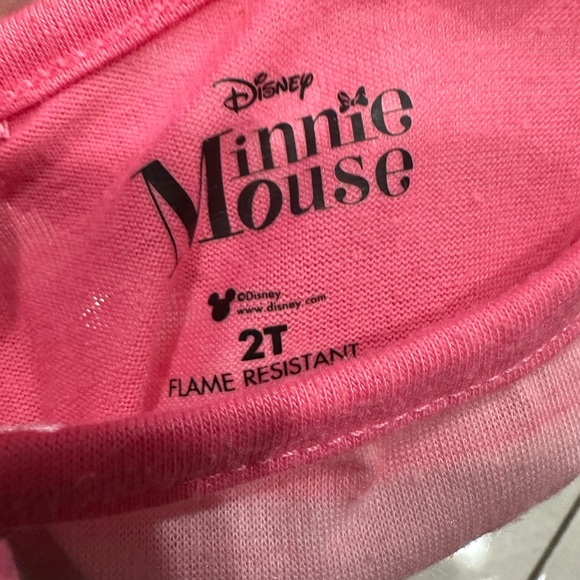 Disney
Minnie
Mouse
©Disney
www.disney.com
2T
FLAME RESISTANT